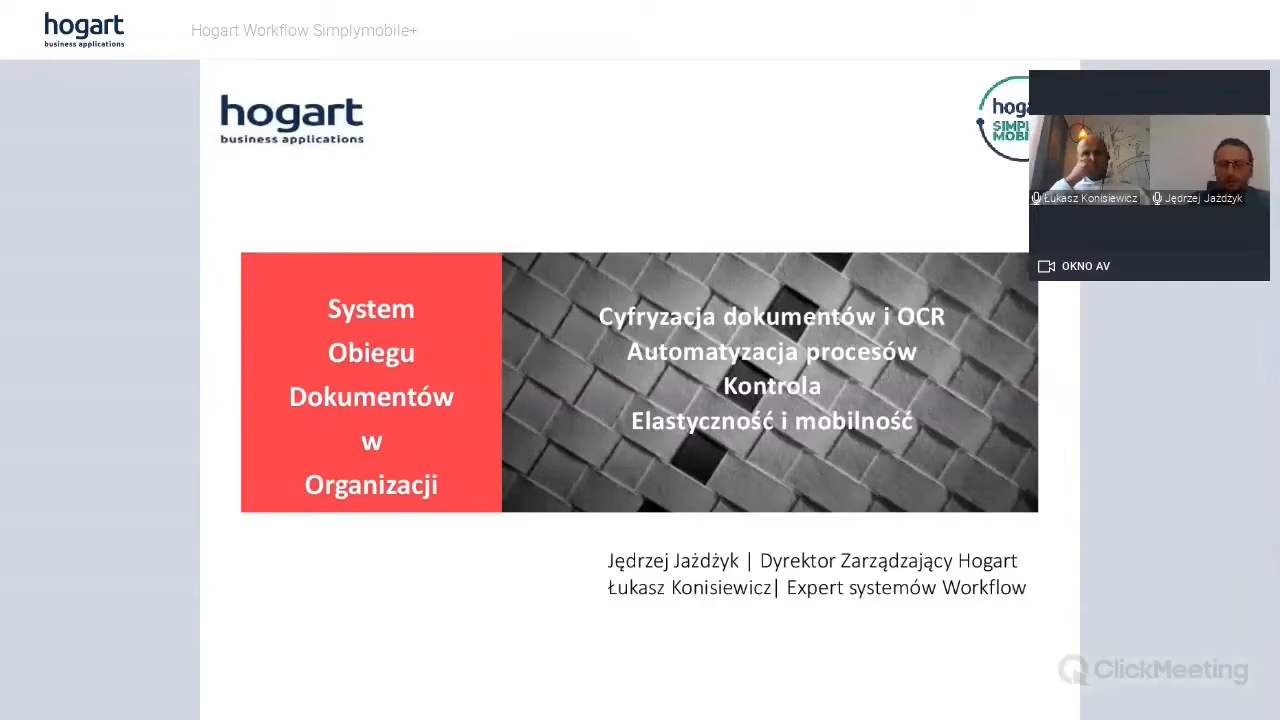 hogart
business applications
Hogart Workflow Simplymobile+
hogart
business applications
Łukasz Konisiewicz
Jędrzej Jażdżyk
OKNO AV
System
Obiegu
Dokumentów
w
Organizacji
Cyfryzacja dokumentów i OCR
Automatyzacja procesów
Kontrola
Elastyczność i mobilność
Jędrzej Jażdżyk | Dyrektor Zarządzający Hogart
Łukasz Konisiewicz| Expert systemów Workflow
ClickMeeting